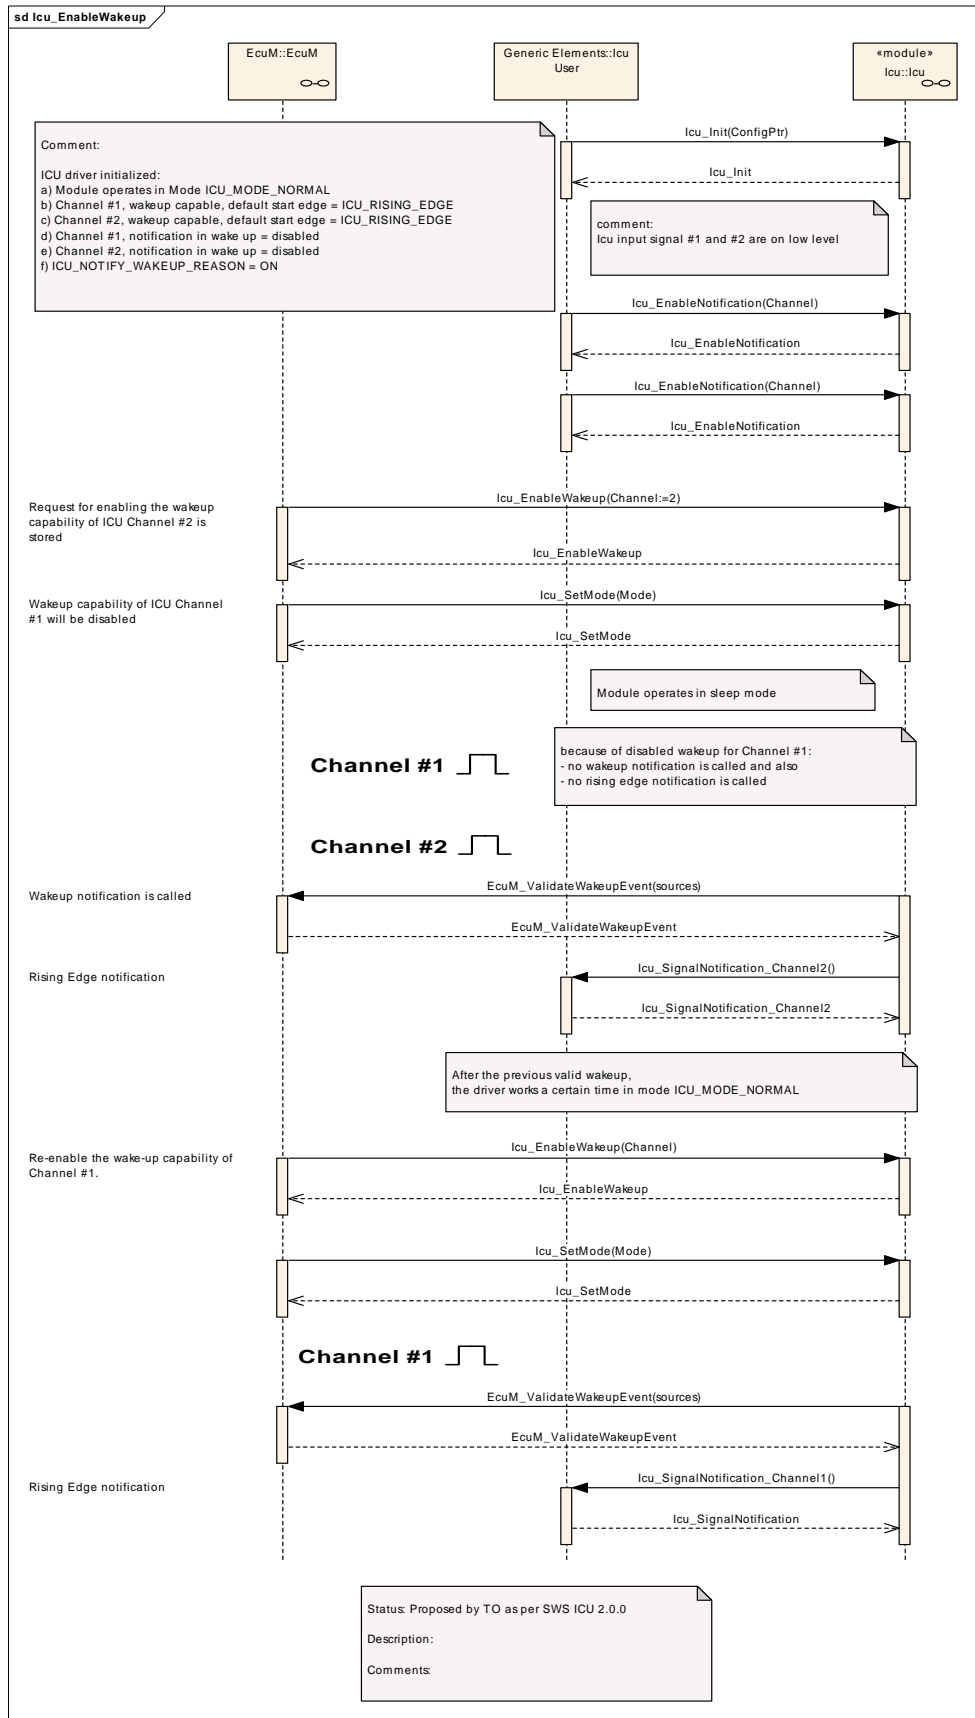 sd Icu_EnableWakeup
EcuM::EcuM
Generic Elements::Icu
User
«module»
Icu::Icu
Comment:
ICU driver initialized:
a) Module operates in Mode ICU_MODE_NORMAL
b) Channel #1, wakeup capable, default start edge = ICU_RISING_EDGE
c) Channel #2, wakeup capable, default start edge = ICU_RISING_EDGE
d) Channel #1, notification in wake up = disabled
e) Channel #2, notification in wake up = disabled
f) ICU_NOTIFY_WAKEUP_REASON = ON
Icu_Init(ConfigPtr)
Icu_Init
comment:
Icu input signal #1 and #2 are on low level
Icu_EnableNotification(Channel)
Icu_EnableNotification
Icu_EnableNotification(Channel)
Icu_EnableNotification
Request for enabling the wakeup
capability of ICU Channel #2 is
stored
Icu_EnableWakeup(Channel:=2)
Icu_EnableWakeup
Wakeup capability of ICU Channel
#1 will be disabled
Icu_SetMode(Mode)
Icu_SetMode
Module operates in sleep mode
Channel #1
because of disabled wakeup for Channel #1:
- no wakeup notification is called and also
- no rising edge notification is called
Channel #2
Wakeup notification is called
EcuM_ValidateWakeupEvent(sources)
EcuM_ValidateWakeupEvent
Rising Edge notification
Icu_SignalNotification_Channel2()
Icu_SignalNotification_Channel2
After the previous valid wakeup,
the driver works a certain time in mode ICU_MODE_NORMAL
Re-enable the wake-up capability of
Channel #1.
Icu_EnableWakeup(Channel)
Icu_EnableWakeup
Icu_SetMode(Mode)
Icu_SetMode
Channel #1
EcuM_ValidateWakeupEvent(sources)
EcuM_ValidateWakeupEvent
Rising Edge notification
Icu_SignalNotification_Channel1()
Icu_SignalNotification
Status: Proposed by TO as per SWS ICU 2.0.0
Description:
Comments: